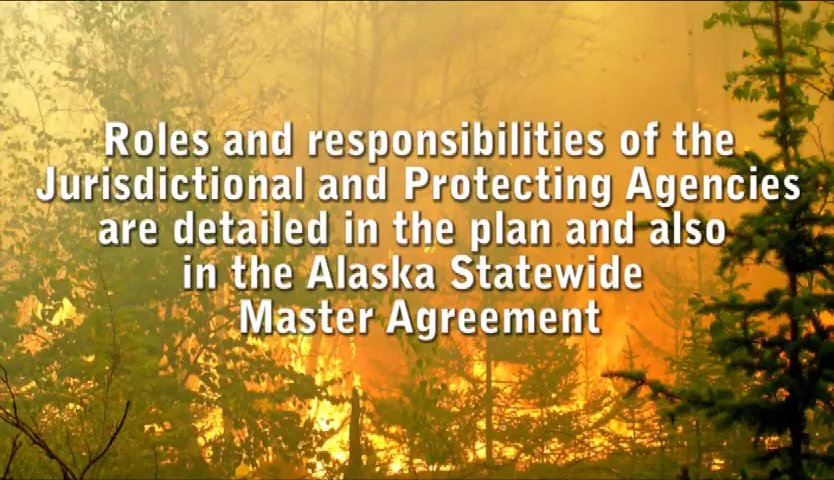 Roles and responsibilities of the
Jurisdictional and Protecting Agencies
are detailed in the plan and also
in the Alaska Statewide
Master Agreement